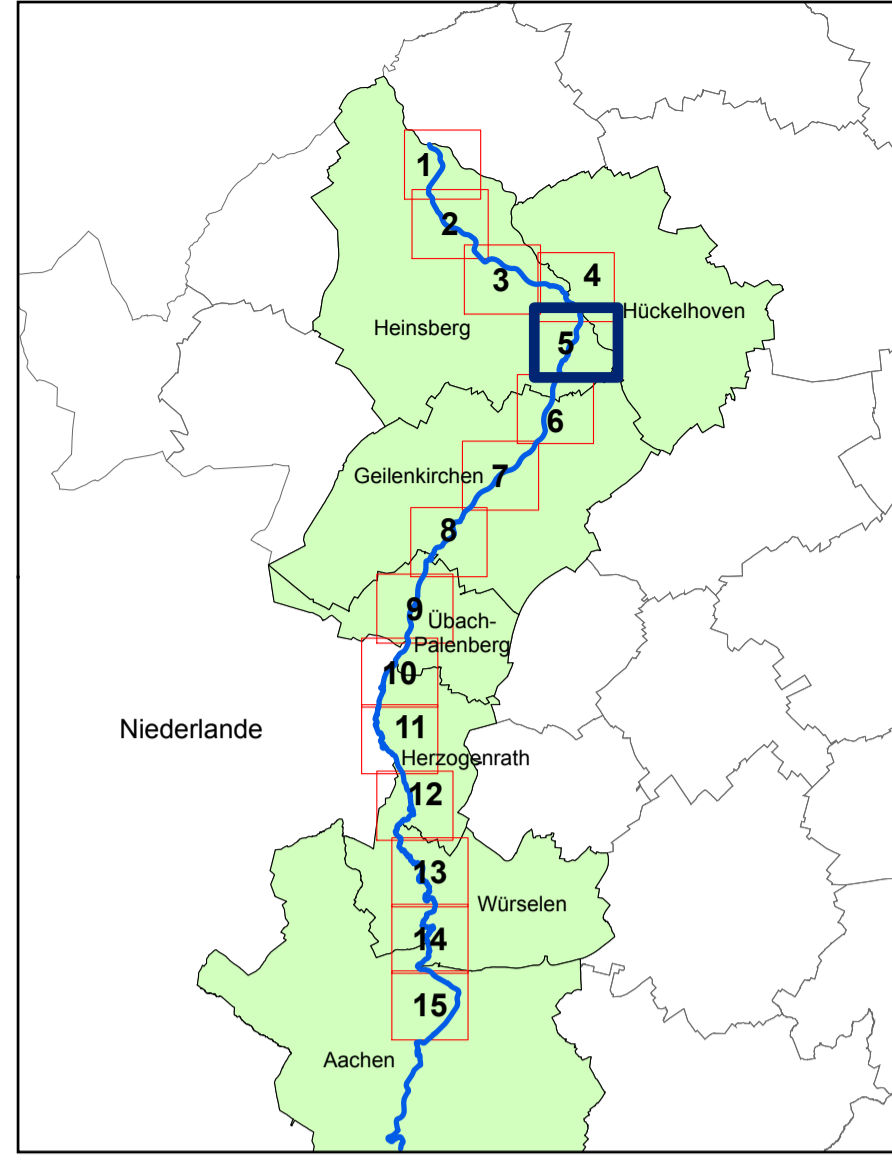 1
2
3
4
Hückelhoven
Heinsberg
5
6
Geilenkirchen
7
8
9
Übach-
Palenberg
10
Niederlande
11
Herzogenrath
12
13
Würselen
14
15
Aachen